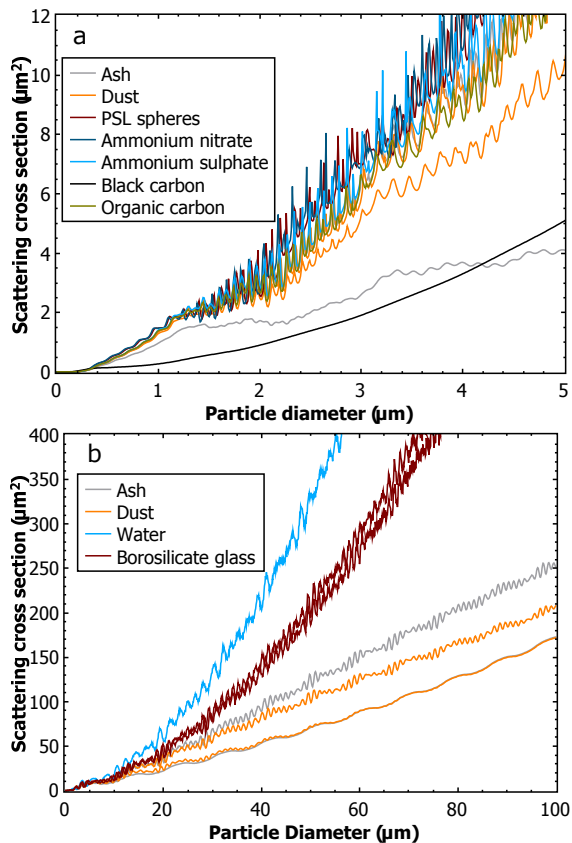 a
12
10
8
6
4
2
0
Scattering cross section (µm²)
Ash
Dust
PSL spheres
Ammonium nitrate
Ammonium sulphate
Black carbon
Organic carbon
0 1 2 3 4 5
Particle diameter (µm)
b
400
350
300
250
200
150
100
50
0
Scattering cross section (µm²)
Ash
Dust
Water
Borosilicate glass
0 20 40 60 80 100
Particle Diameter (µm)